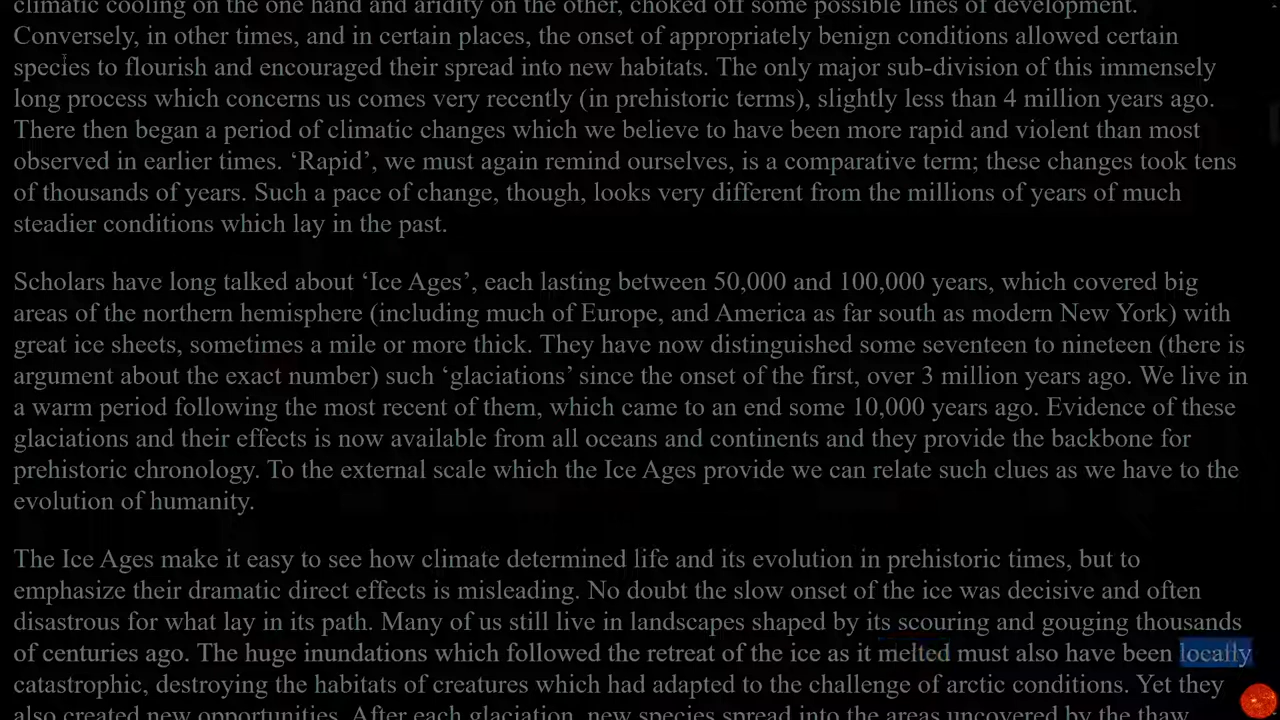 climatic cooling on the one hand and aridity on the other, choked off some possible lines of development.
Conversely, in other times, and in certain places, the onset of appropriately benign conditions allowed certain
species to flourish and encouraged their spread into new habitats. The only major sub-division of this immensely
long process which concerns us comes very recently (in prehistoric terms), slightly less than 4 million years ago.
There then began a period of climatic changes which we believe to have been more rapid and violent than most
observed in earlier times. ‘Rapid’, we must again remind ourselves, is a comparative term; these changes took tens
of thousands of years. Such a pace of change, though, looks very different from the millions of years of much
steadier conditions which lay in the past.
Scholars have long talked about ‘Ice Ages’, each lasting between 50,000 and 100,000 years, which covered big
areas of the northern hemisphere (including much of Europe, and America as far south as modern New York) with
great ice sheets, sometimes a mile or more thick. They have now distinguished some seventeen to nineteen (there is
argument about the exact number) such ‘glaciations’ since the onset of the first, over 3 million years ago. We live in
a warm period following the most recent of them, which came to an end some 10,000 years ago. Evidence of these
glaciations and their effects is now available from all oceans and continents and they provide the backbone for
prehistoric chronology. To the external scale which the Ice Ages provide we can relate such clues as we have to the
evolution of humanity.
The Ice Ages make it easy to see how climate determined life and its evolution in prehistoric times, but to
emphasize their dramatic direct effects is misleading. No doubt the slow onset of the ice was decisive and often
disastrous for what lay in its path. Many of us still live in landscapes shaped by its scouring and gouging thousands
of centuries ago. The huge inundations which followed the retreat of the ice as it melted must also have been locally
catastrophic, destroying the habitats of creatures which had adapted to the challenge of arctic conditions. Yet they
also created new opportunities. After each glaciation, new species spread into the areas uncovered by the thaw.